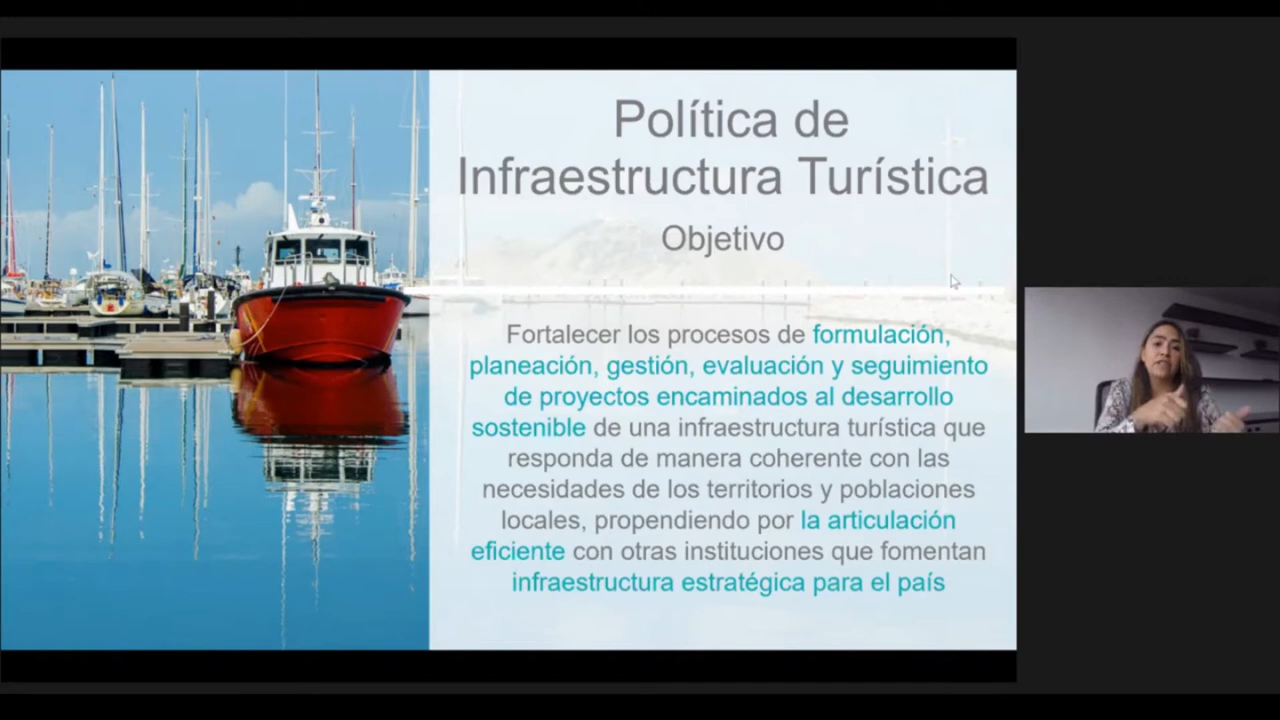 Política de
Infraestructura Turística
Objetivo
Fortalecer los procesos de formulación,
planeación, gestión, evaluación y seguimiento
de proyectos encaminados al desarrollo
sostenible de una infraestructura turística que
responda de manera coherente con las
necesidades de los territorios y poblaciones
locales, propendiendo por la articulación
eficiente con otras instituciones que fomentan
infraestructura estratégica para el país